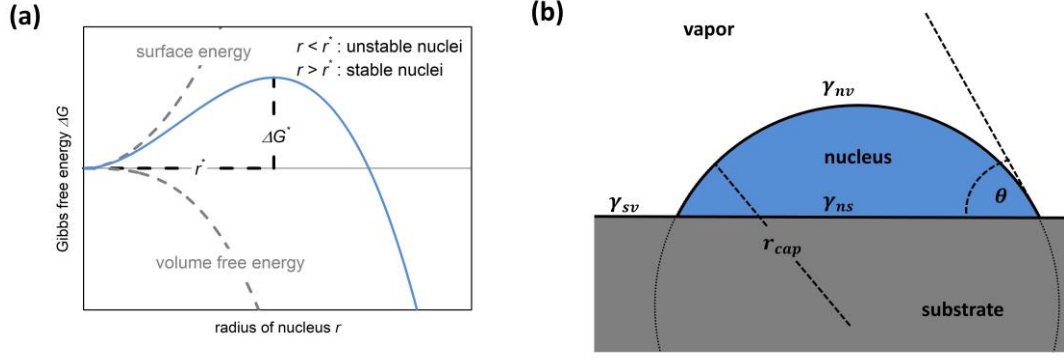 (a)
surface energy
r < r* : unstable nuclei
r > r* : stable nuclei
ΔG*
r*
volume free energy
Gibbs free energy ΔG
radius of nucleus r
(b)
vapor
γnv
nucleus
θ
γsv
γns
rcap
substrate